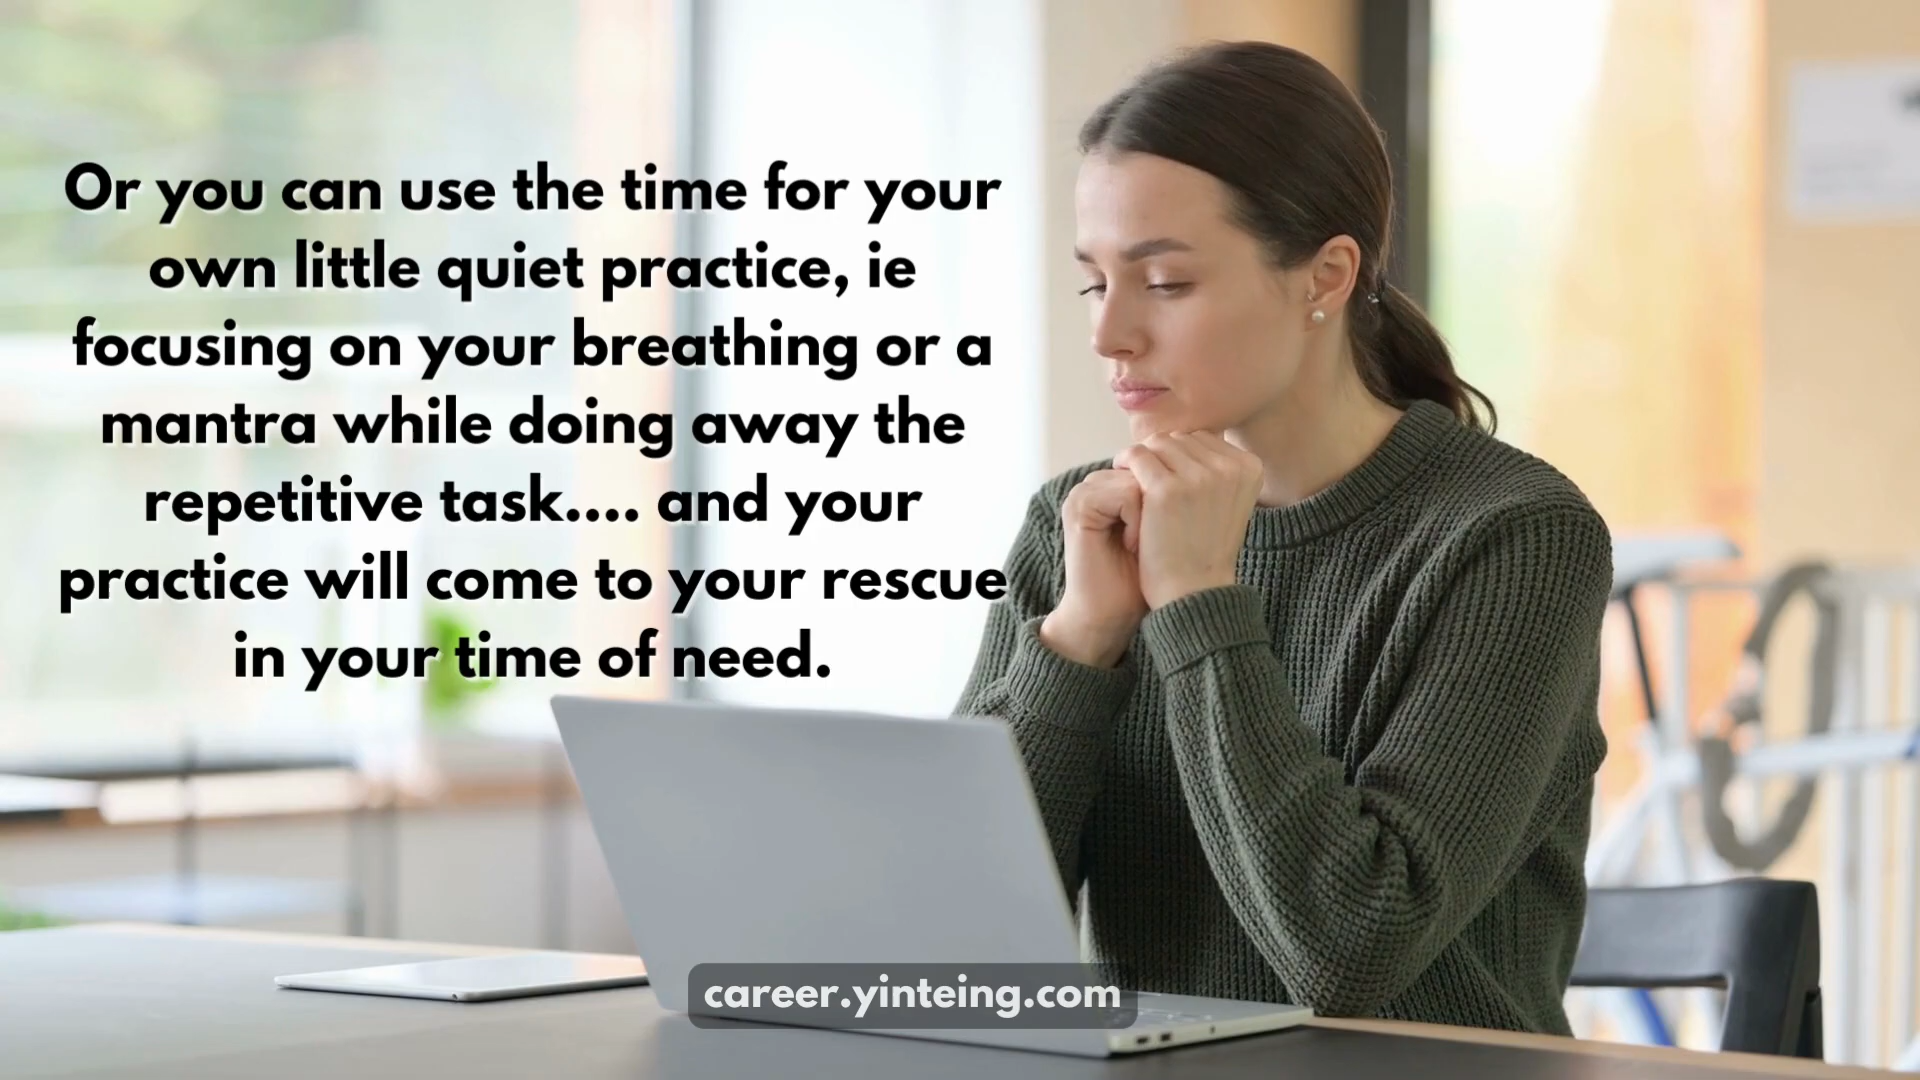 Or you can use the time for your
own little quiet practice, ie
focusing on your breathing or a
mantra while doing away the
repetitive task.... and your
practice will come to your rescue
in your time of need.
career.yinteing.com